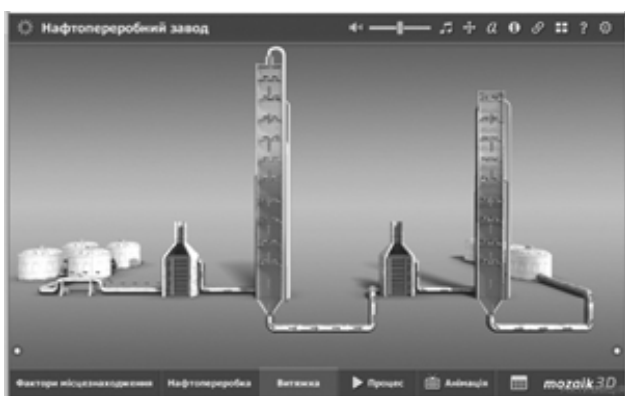 Нафтопереробний завод
a ?
Фактори місцезнаходження Нафтопереробка Витяжка Процес Анімація mozaik3D